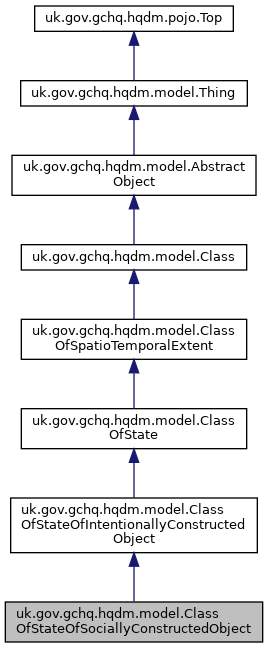 uk.gov.gchq.hqdm.pojo.Top
uk.gov.gchq.hqdm.model.Thing
uk.gov.gchq.hqdm.model.Abstract
Object
uk.gov.gchq.hqdm.model.Class
uk.gov.gchq.hqdm.model.Class
OfSpatioTemporalExtent
uk.gov.gchq.hqdm.model.Class
OfState
uk.gov.gchq.hqdm.model.Class
OfStateOfIntentionallyConstructed
Object
uk.gov.gchq.hqdm.model.Class
OfStateOfSociallyConstructedObject